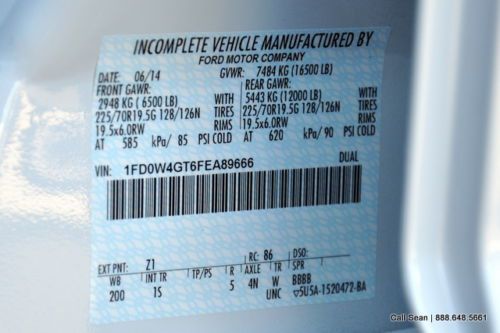 INCOMPLETE VEHICLE MANUFACTURED BY
FORD MOTOR COMPANY
DATE: 06/14 GVWR: 7484 KG (16500 LB)
FRONT GAWR: REAR GAWR:
2948 KG ( 6500 LB) WITH 5443 KG (12000 LB) WITH
225/70R19.5G 128/126N TIRES 225/70R19.5G 128/126N TIRES
19.5x6.0RW RIMS 19.5x6.0RW RIMS
AT 585 kPa/ 85 PSI COLD AT 620 kPa/90 PSI COLD
VIN: 1FD0W4GT6FEA89666 DUAL
EXT PNT: Z1 RC: 86 DSO:
WB INT TR TP/PS R AXLE TR SPR
200 1S 5 4N W BBBB
UNC 5U5A-1520472-BA
Call Sean | 888.648.5661